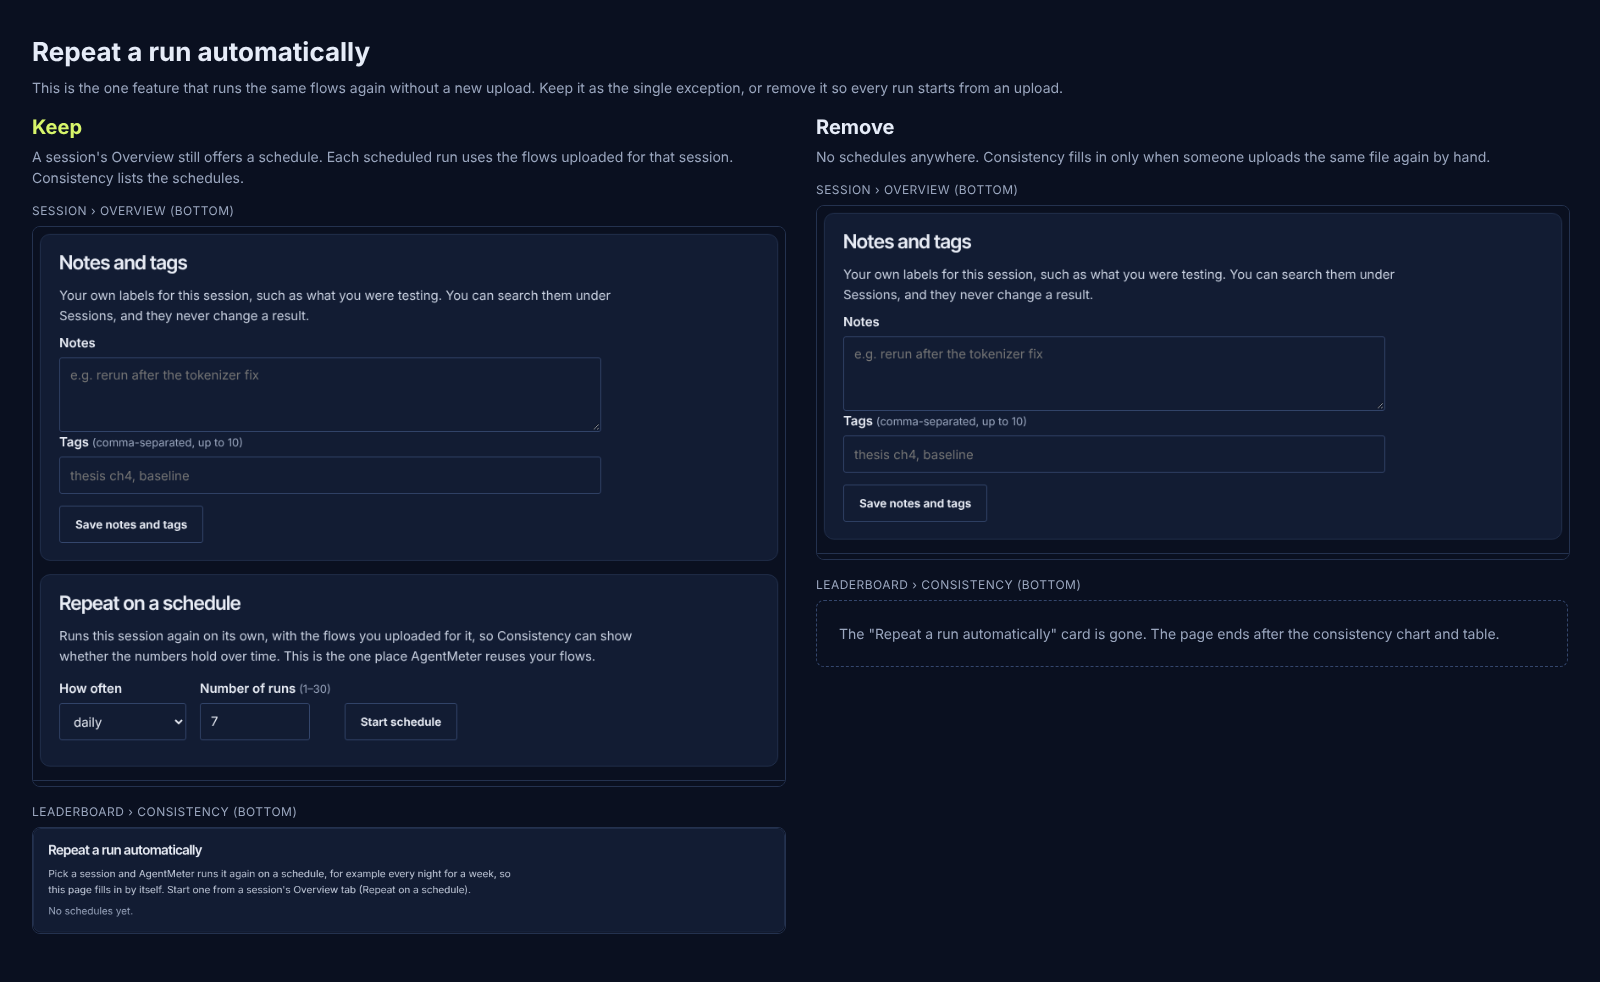 Repeat a run automatically
This is the one feature that runs the same flows again without a new upload. Keep it as the single exception, or remove it so every run starts from an upload.
Keep
A session's Overview still offers a schedule. Each scheduled run uses the flows uploaded for that session.
Consistency lists the schedules.
SESSION › OVERVIEW (BOTTOM)
Notes and tags
Your own labels for this session, such as what you were testing. You can search them under
Sessions, and they never change a result.
Notes
e.g. rerun after the tokenizer fix
Tags (comma-separated, up to 10)
thesis ch4, baseline
Save notes and tags
Repeat on a schedule
Runs this session again on its own, with the flows you uploaded for it, so Consistency can show
whether the numbers hold over time. This is the one place AgentMeter reuses your flows.
How often Number of runs (1–30)
daily 7 Start schedule
LEADERBOARD › CONSISTENCY (BOTTOM)
Repeat a run automatically
Pick a session and AgentMeter runs it again on a schedule, for example every night for a week, so
this page fills in by itself. Start one from a session's Overview tab (Repeat on a schedule).
No schedules yet.
Remove
No schedules anywhere. Consistency fills in only when someone uploads the same file again by hand.
SESSION › OVERVIEW (BOTTOM)
Notes and tags
Your own labels for this session, such as what you were testing. You can search them under
Sessions, and they never change a result.
Notes
e.g. rerun after the tokenizer fix
Tags (comma-separated, up to 10)
thesis ch4, baseline
Save notes and tags
LEADERBOARD › CONSISTENCY (BOTTOM)
The "Repeat a run automatically" card is gone. The page ends after the consistency chart and table.